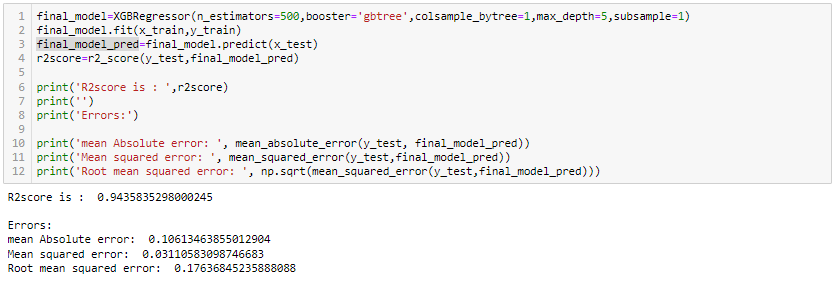 1 final_model=XGBRegressor(n_estimators=500,booster='gbtree',colsample_bytree=1,max_depth=5,subsample=1)
2 final_model.fit(x_train,y_train)
3 final_model_pred=final_model.predict(x_test)
4 r2score=r2_score(y_test,final_model_pred)
5
6 print('R2score is : ',r2score)
7 print('')
8 print('Errors:')
9
10 print('mean Absolute error: ', mean_absolute_error(y_test, final_model_pred))
11 print('Mean squared error: ', mean_squared_error(y_test,final_model_pred))
12 print('Root mean squared error: ', np.sqrt(mean_squared_error(y_test,final_model_pred)))
R2score is :  0.9435835298000245
Errors:
mean Absolute error:  0.10613463855012904
Mean squared error:  0.03110583098746683
Root mean squared error:  0.17636845235888088